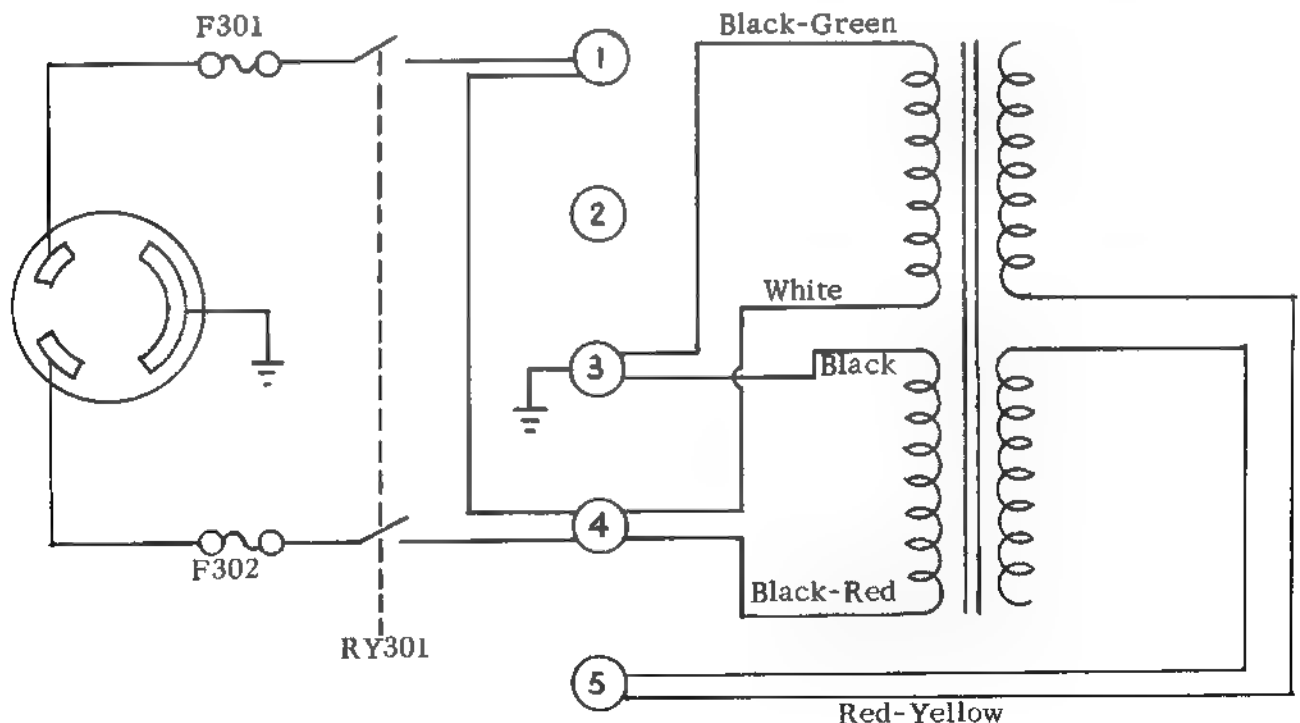 F301
Black-Green
1
2
White
3
Black
4
F302
Black-Red
RY301
5
Red-Yellow